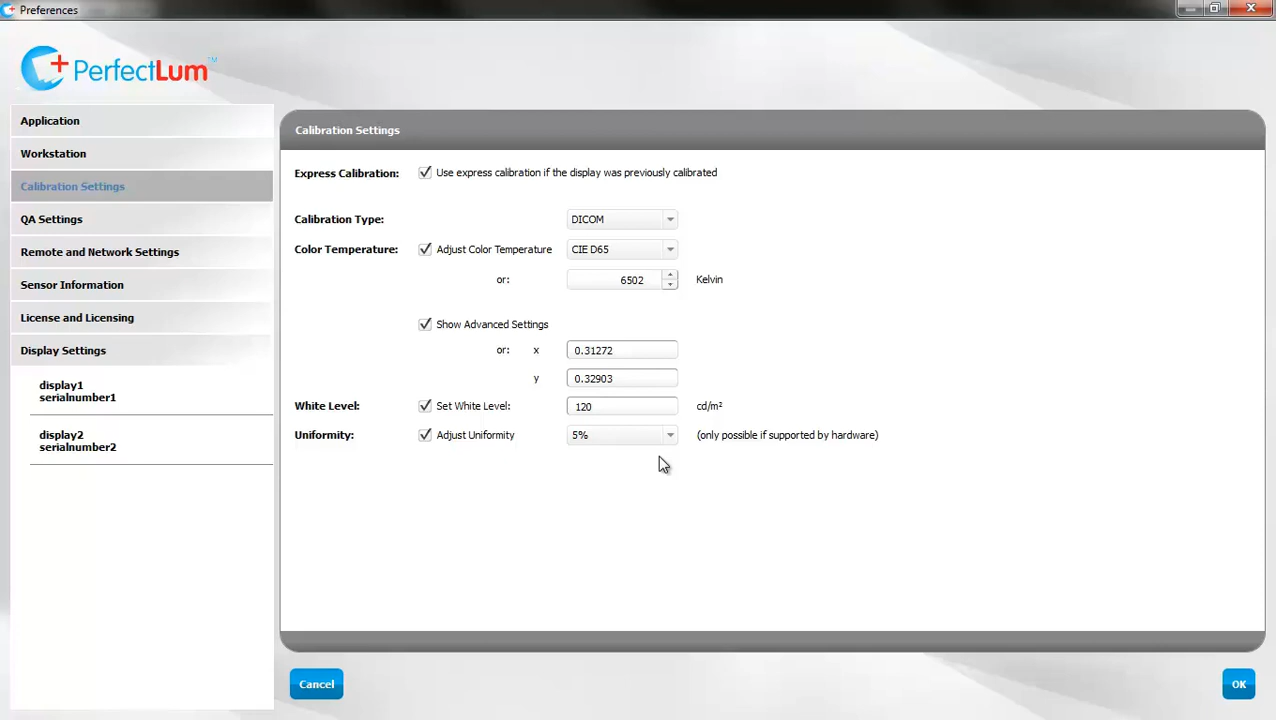 Preferences
PerfectLum™
Application
Workstation
Calibration Settings
QA Settings
Remote and Network Settings
Sensor Information
License and Licensing
Display Settings
display1
serialnumber1
display2
serialnumber2
Calibration Settings
Express Calibration: Use express calibration if the display was previously calibrated
Calibration Type: DICOM
Color Temperature: Adjust Color Temperature CIE D65
or: 6502 Kelvin
Show Advanced Settings
or: x 0.31272
y 0.32903
White Level: Set White Level: 120 cd/m²
Uniformity: Adjust Uniformity 5% (only possible if supported by hardware)
Cancel
OK